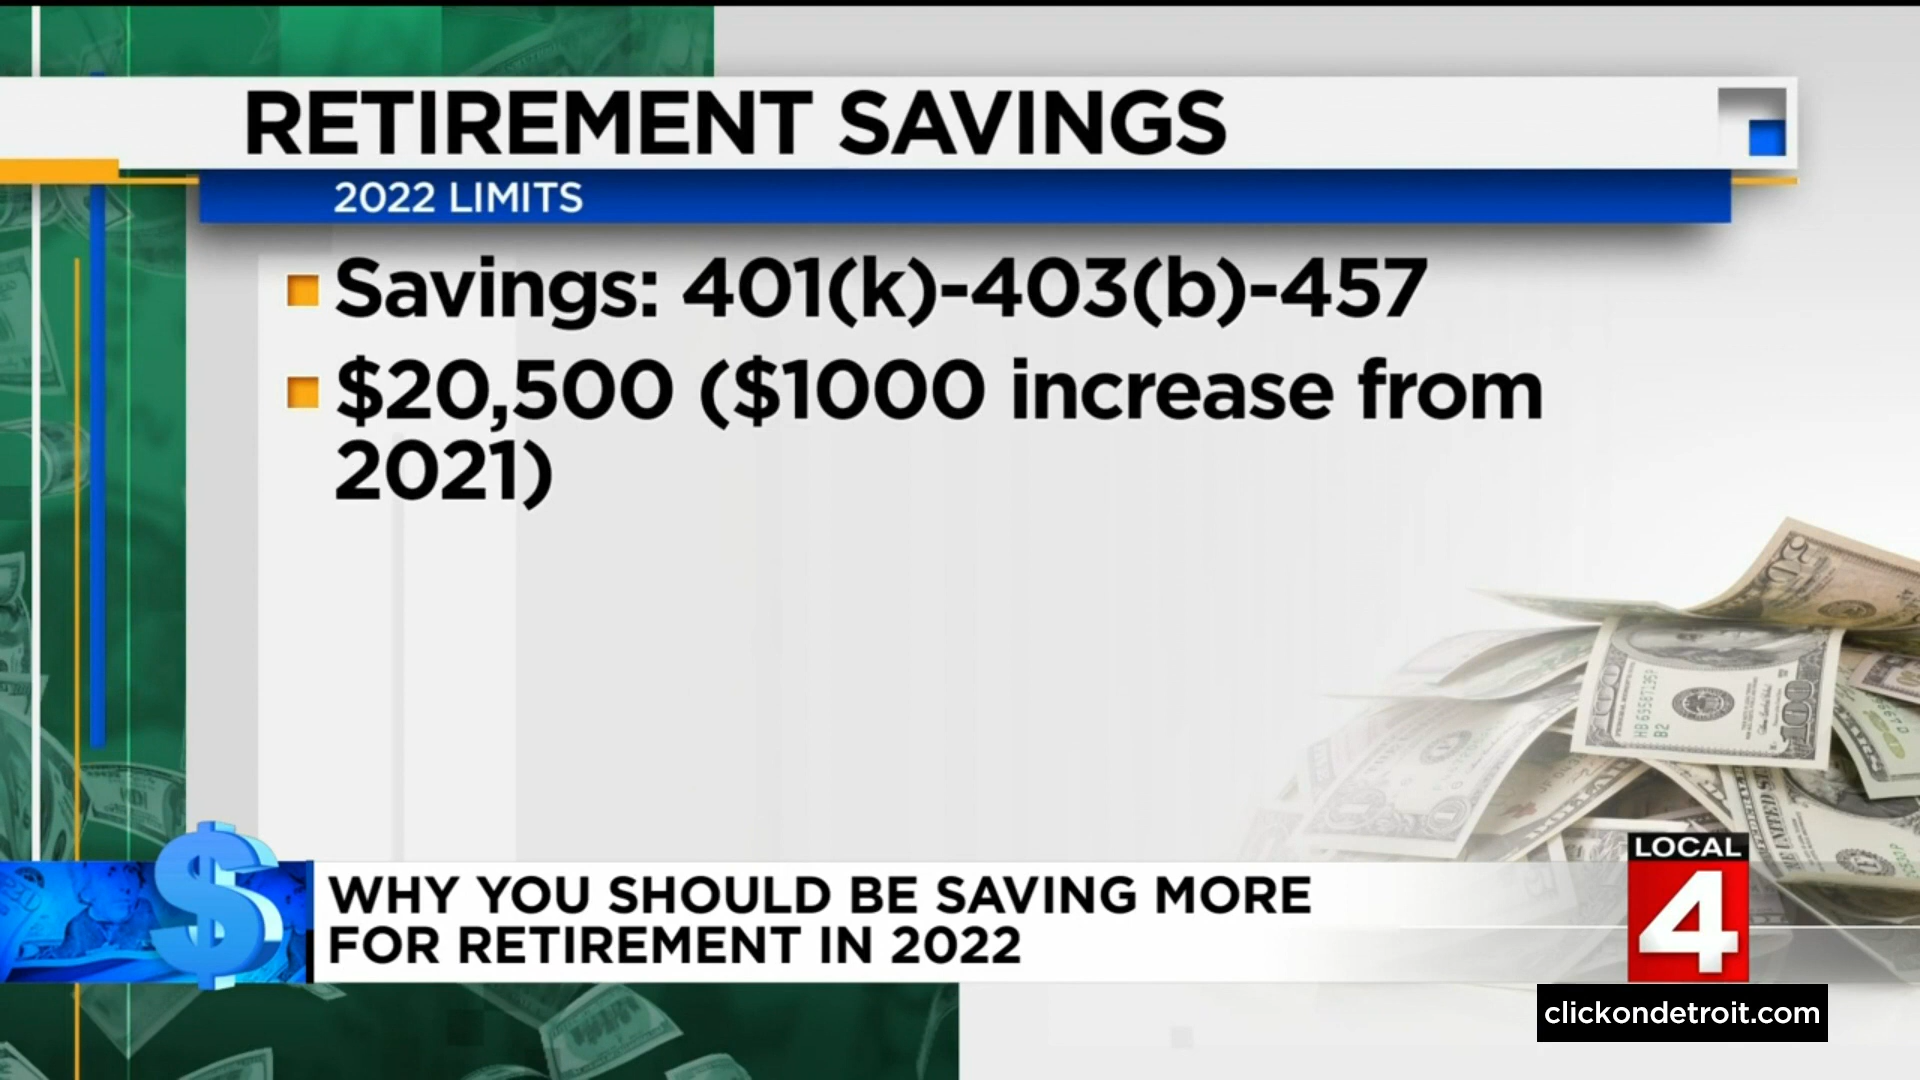 RETIREMENT SAVINGS
2022 LIMITS
Savings: 401(k)-403(b)-457
$20,500 ($1000 increase from
2021)
WHY YOU SHOULD BE SAVING MORE
FOR RETIREMENT IN 2022
LOCAL
4
clickondetroit.com